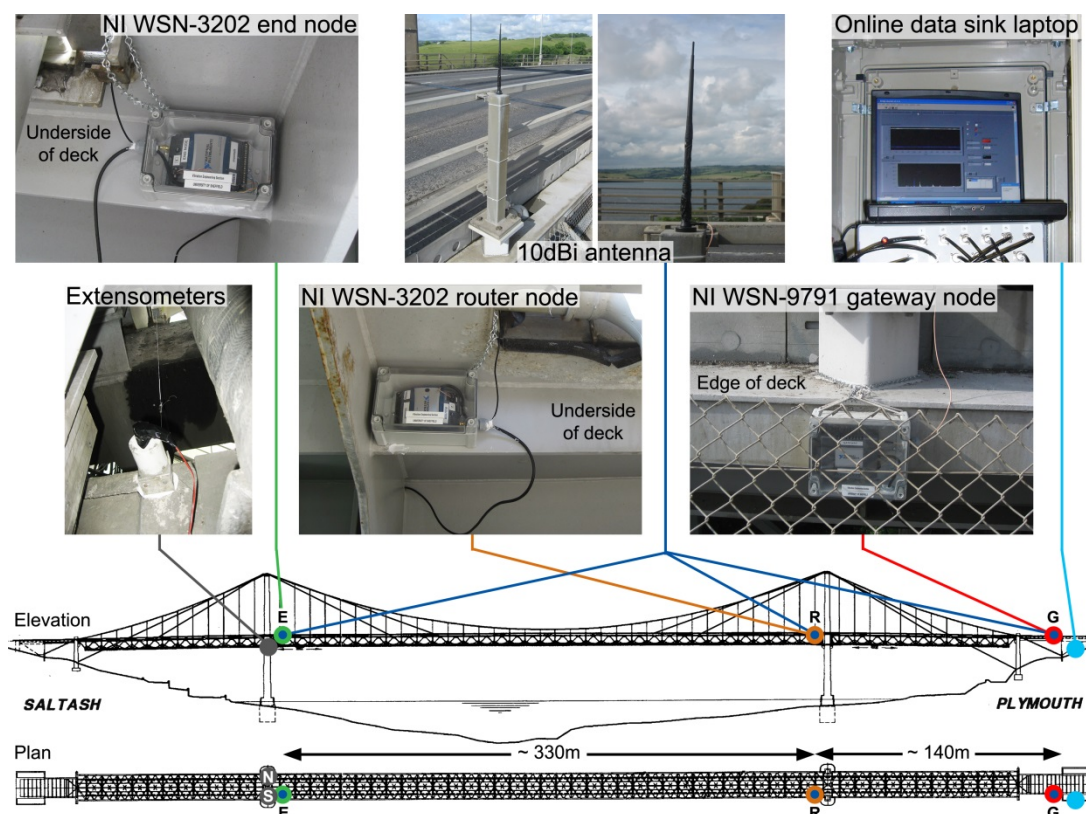 NI WSN-3202 end node
Underside
of deck
10dBi antenna
Online data sink laptop
Extensometers
NI WSN-3202 router node
Underside
of deck
NI WSN-9791 gateway node
Edge of deck
Elevation
E
R
G
SALTASH
PLYMOUTH
Plan
~ 330m
~ 140m
N
S
E
R
G